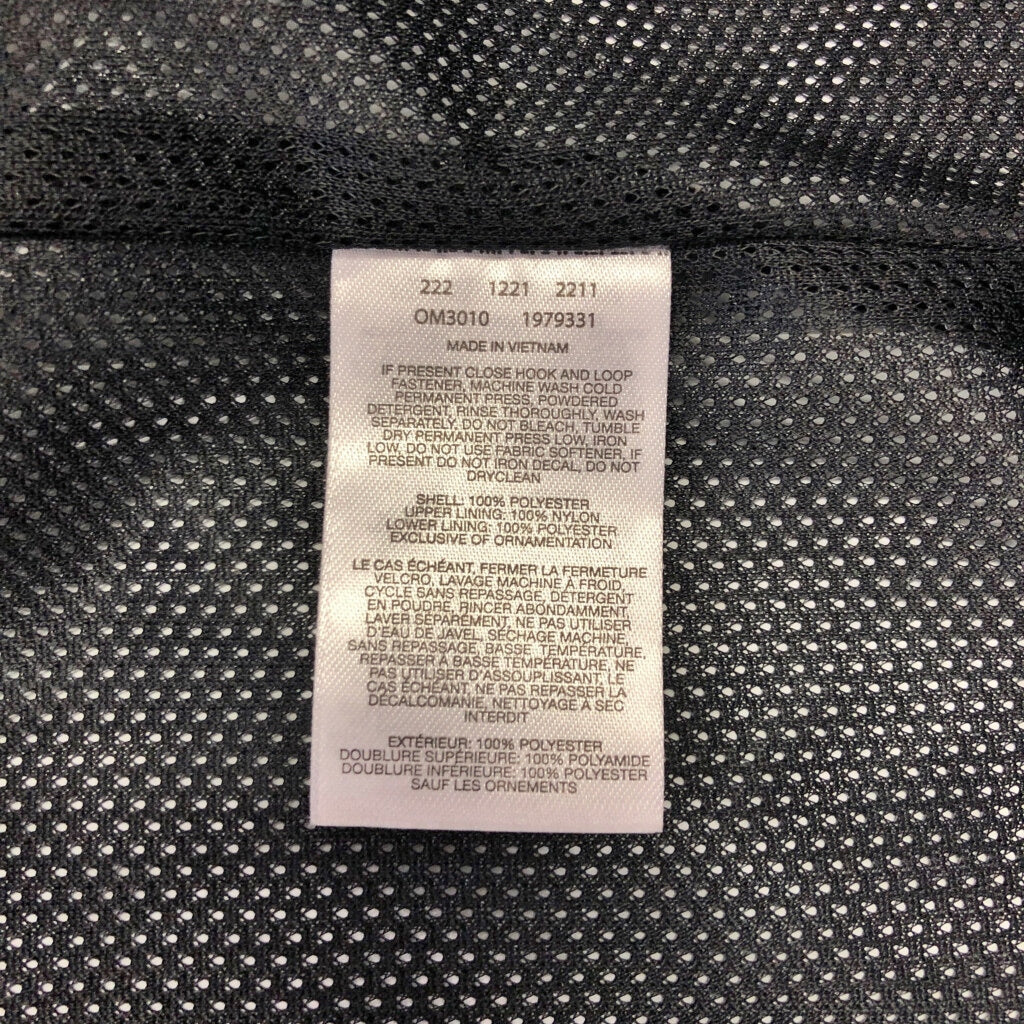 222 1221 2211
OM3010 1979331
MADE IN VIETNAM
IF PRESENT CLOSE HOOK AND LOOP
FASTENER, MACHINE WASH COLD
PERMANENT PRESS, POWDERED
DETERGENT, RINSE THOROUGHLY, WASH
SEPARATELY, DO NOT BLEACH, TUMBLE
DRY PERMANENT PRESS LOW, IRON
LOW, DO NOT USE FABRIC SOFTENER, IF
PRESENT DO NOT IRON DECAL, DO NOT
DRYCLEAN
SHELL: 100% POLYESTER
UPPER LINING: 100% NYLON
LOWER LINING: 100% POLYESTER
EXCLUSIVE OF ORNAMENTATION
LE CAS ÉCHÉANT, FERMER LA FERMETURE
VELCRO, LAVAGE MACHINE À FROID
CYCLE SANS REPASSAGE, DÉTERGENT
EN POUDRE, RINCER ABONDAMMENT,
LAVER SÉPARÉMENT, NE PAS UTILISER
D'EAU DE JAVEL, SÉCHAGE MACHINE,
SANS REPASSAGE, BASSE TEMPÉRATURE,
REPASSER À BASSE TEMPÉRATURE, NE
PAS UTILISER D'ASSOUPLISSANT, LE
CAS ÉCHÉANT, NE PAS REPASSER LA
DÉCALCOMANIE, NETTOYAGE À SEC
INTERDIT
EXTÉRIEUR: 100% POLYESTER
DOUBLURE SUPÉRIEURE: 100% POLYAMIDE
DOUBLURE INFÉRIEURE: 100% POLYESTER
SAUF LES ORNEMENTS